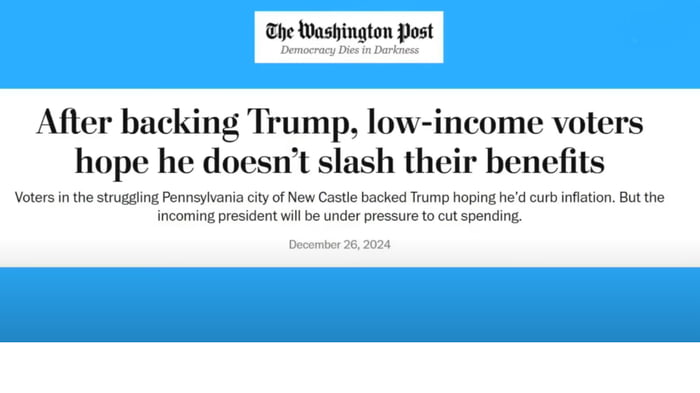 The Washington Post
Democracy Dies in Darkness
After backing Trump, low-income voters
hope he doesn’t slash their benefits
Voters in the struggling Pennsylvania city of New Castle backed Trump hoping he’d curb inflation. But the
incoming president will be under pressure to cut spending.
December 26, 2024